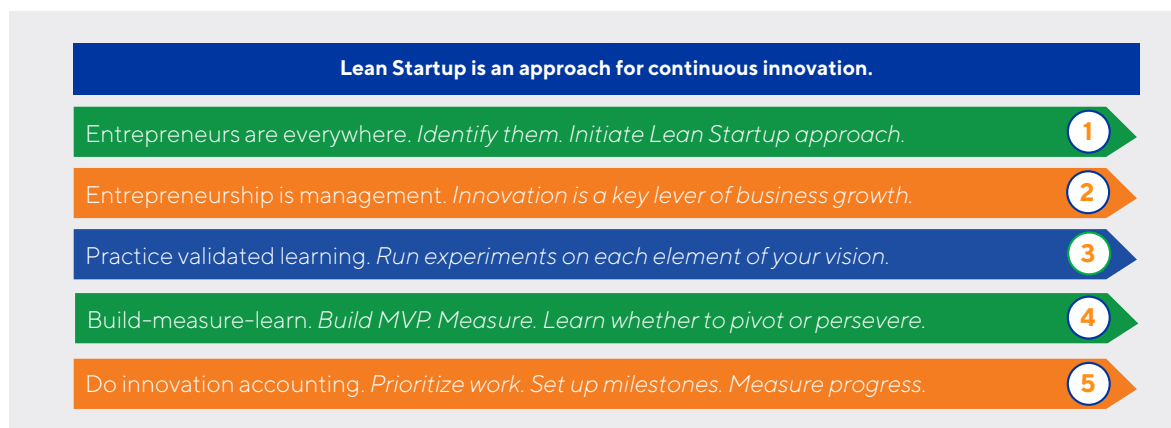 Lean Startup is an approach for continuous innovation.
Entrepreneurs are everywhere. Identify them. Initiate Lean Startup approach. 1
Entrepreneurship is management. Innovation is a key lever of business growth. 2
Practice validated learning. Run experiments on each element of your vision. 3
Build-measure-learn. Build MVP. Measure. Learn whether to pivot or persevere. 4
Do innovation accounting. Prioritize work. Set up milestones. Measure progress. 5